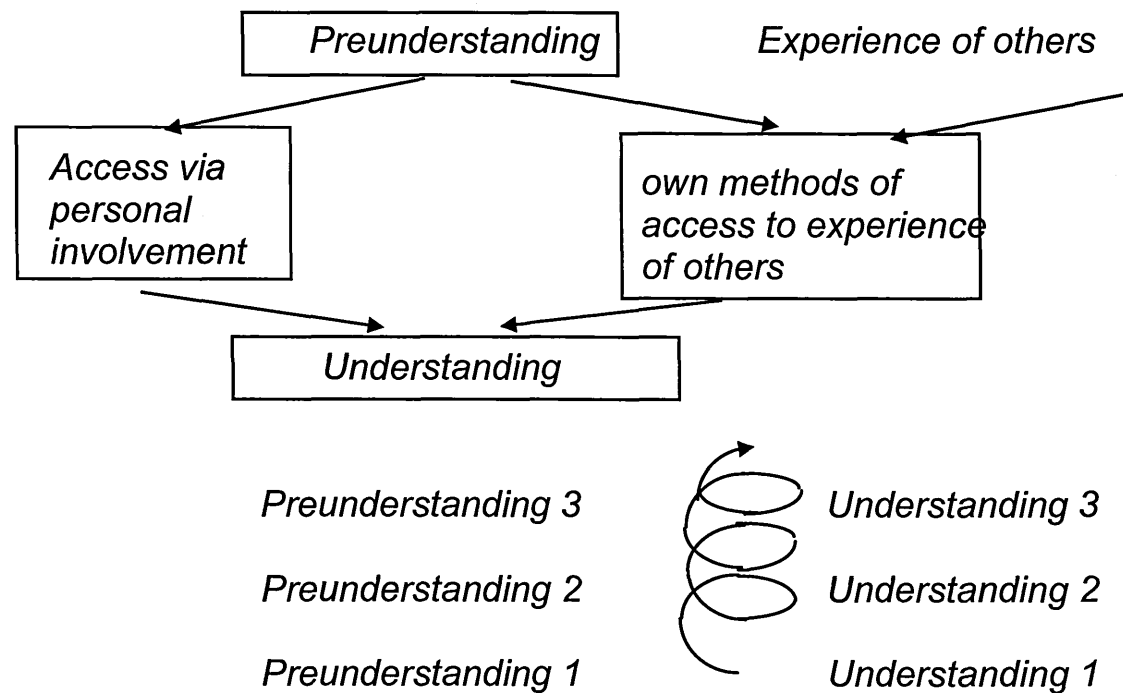 Preunderstanding
Experience of others
Access via
personal
involvement
own methods of
access to experience
of others
Understanding
Preunderstanding 3
Understanding 3
Preunderstanding 2
Understanding 2
Preunderstanding 1
Understanding 1